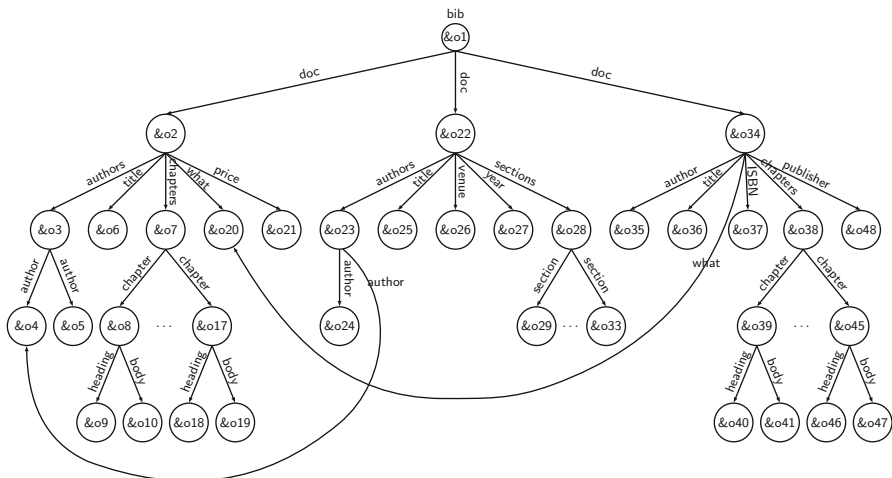 bib
&o1
doc doc doc
&o2 &o22 &o34
authors title chapters what price authors title venue year sections author title ISBN chapters publisher
&o3 &o6 &o7 &o20 &o21 &o23 &o25 &o26 &o27 &o28 &o35 &o36 &o37 &o38 &o48
author author chapter chapter author author section section what chapter chapter
&o4 &o5 &o8 ... &o17 &o24 &o29 ... &o33 &o39 ... &o45
heading body heading body heading body heading body
&o9 &o10 &o18 &o19 &o40 &o41 &o46 &o47